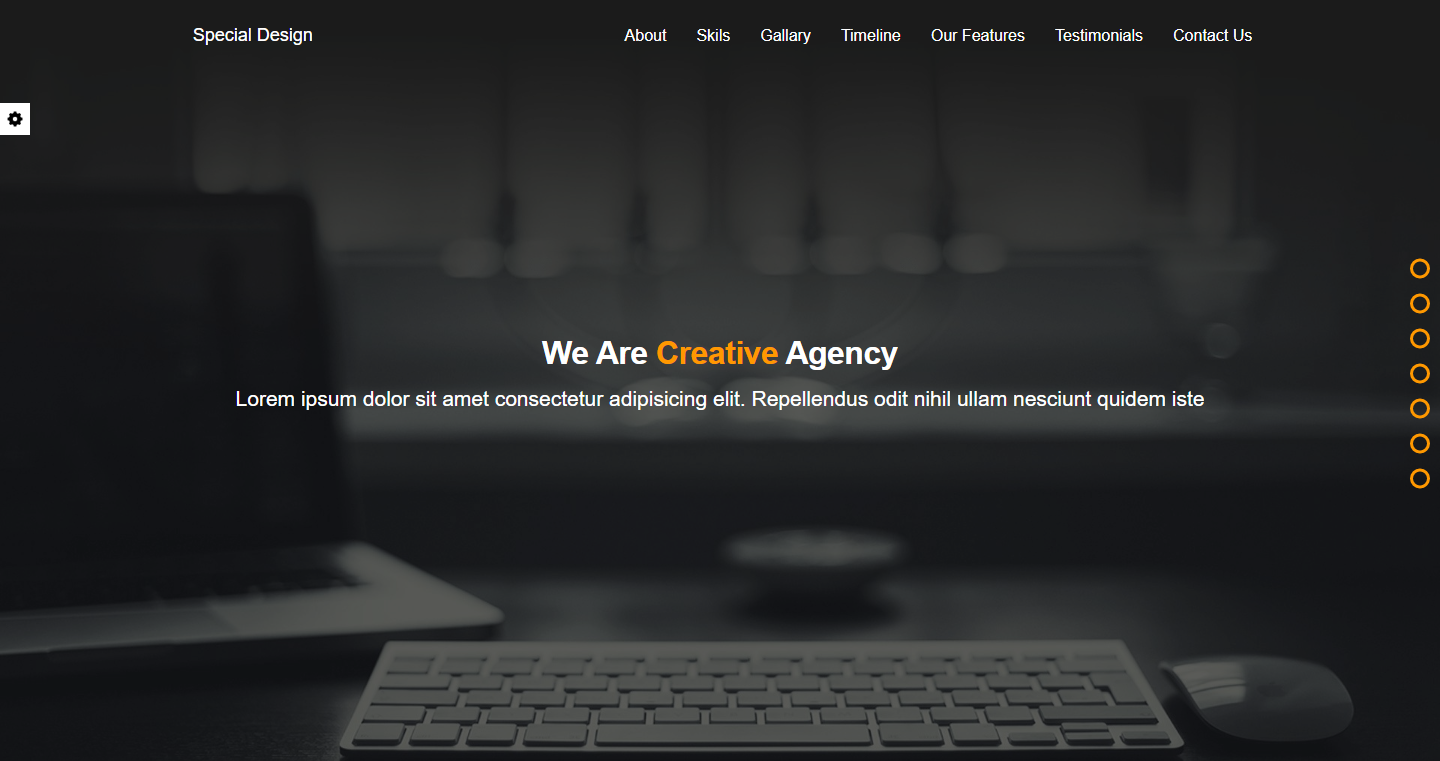 Special Design
About Skils Gallary Timeline Our Features Testimonials Contact Us
We Are Creative Agency
Lorem ipsum dolor sit amet consectetur adipisicing elit. Repellendus odit nihil ullam nesciunt quidem iste